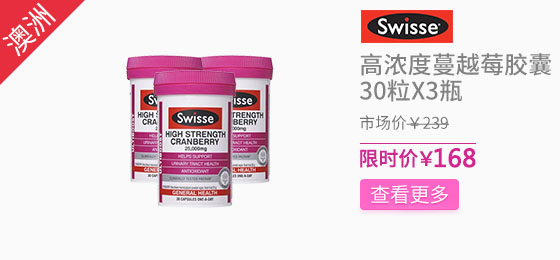 澳洲
Swisse
高浓度蔓越莓胶囊
30粒X3瓶
市场价￥239
限时价¥168
查看更多
Swisse
HIGH STRENGTH
CRANBERRY
25,000mg
HELPS SUPPORT
URINARY TRACT HEALTH
ANTIOXIDANT
GENERAL HEALTH
30 CAPSULES ONE-A-DAY